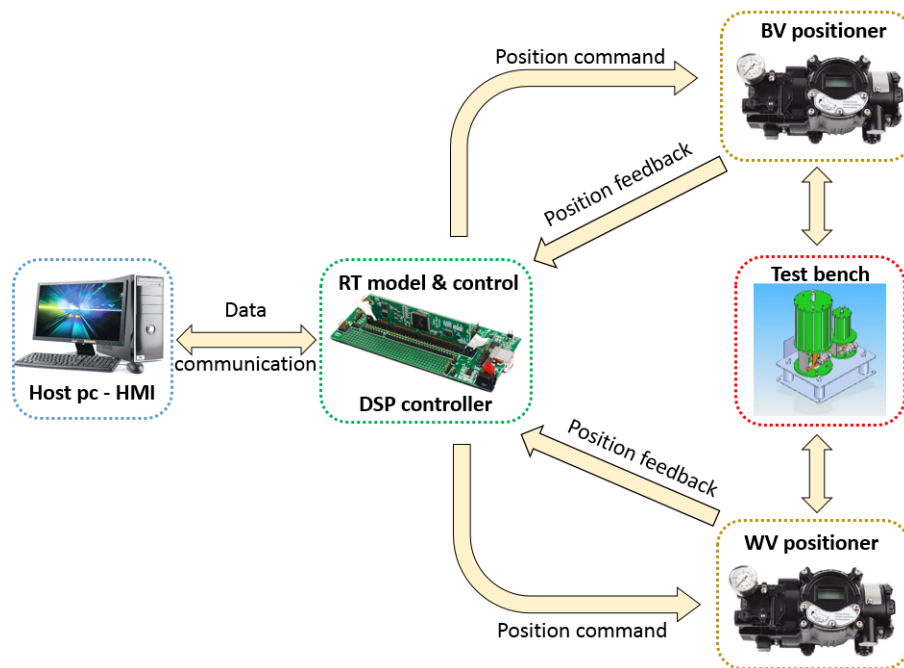 BV positioner
Position command
Position feedback
Test bench
RT model & control
Data
communication
Host pc - HMI
DSP controller
Position feedback
WV positioner
Position command